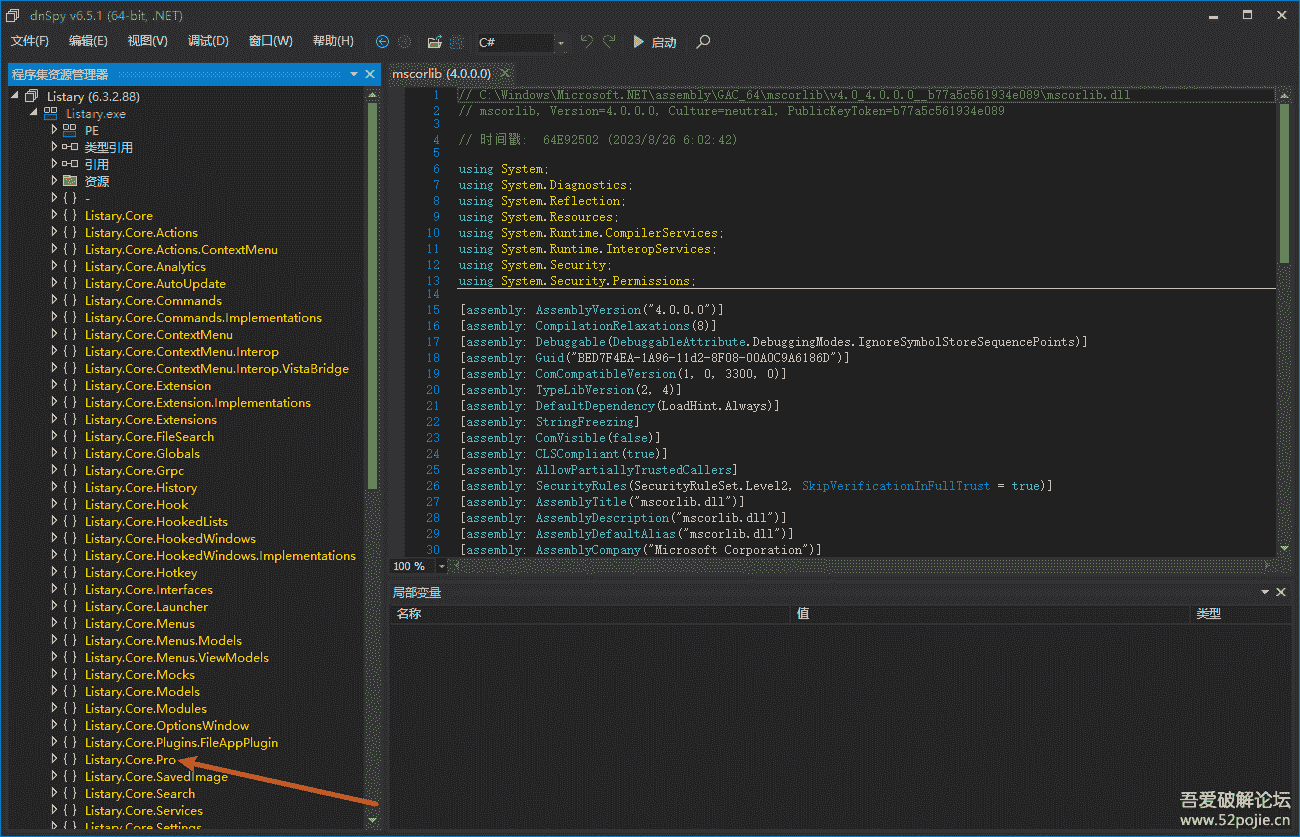 dnSpy v6.5.1 (64-bit, .NET)
文件(F) 编辑(E) 视图(V) 调试(D) 窗口(W) 帮助(H) C# 启动
程序集资源管理器
Listary (6.3.2.88)
Listary.exe
PE
类型引用
引用
资源
{ } -
{ } Listary.Core
{ } Listary.Core.Actions
{ } Listary.Core.Actions.ContextMenu
{ } Listary.Core.Analytics
{ } Listary.Core.AutoUpdate
{ } Listary.Core.Commands
{ } Listary.Core.Commands.Implementations
{ } Listary.Core.ContextMenu
{ } Listary.Core.ContextMenu.Interop
{ } Listary.Core.ContextMenu.Interop.VistaBridge
{ } Listary.Core.Extension
{ } Listary.Core.Extension.Implementations
{ } Listary.Core.Extensions
{ } Listary.Core.FileSearch
{ } Listary.Core.Globals
{ } Listary.Core.Grpc
{ } Listary.Core.History
{ } Listary.Core.Hook
{ } Listary.Core.HookedLists
{ } Listary.Core.HookedWindows
{ } Listary.Core.HookedWindows.Implementations
{ } Listary.Core.Hotkey
{ } Listary.Core.Interfaces
{ } Listary.Core.Launcher
{ } Listary.Core.Menus
{ } Listary.Core.Menus.Models
{ } Listary.Core.Menus.ViewModels
{ } Listary.Core.Mocks
{ } Listary.Core.Models
{ } Listary.Core.Modules
{ } Listary.Core.OptionsWindow
{ } Listary.Core.Plugins.FileAppPlugin
{ } Listary.Core.Pro
{ } Listary.Core.SavedImage
{ } Listary.Core.Search
{ } Listary.Core.Services
{ } Listary.Core.Settings
mscorlib (4.0.0.0)
1 // C:\Windows\Microsoft.NET\assembly\GAC_64\mscorlib\v4.0_4.0.0.0__b77a5c561934e089\mscorlib.dll
2 // mscorlib, Version=4.0.0.0, Culture=neutral, PublicKeyToken=b77a5c561934e089
3
4 // 时间戳: 64E92502 (2023/8/26 6:02:42)
5
6 using System;
7 using System.Diagnostics;
8 using System.Reflection;
9 using System.Resources;
10 using System.Runtime.CompilerServices;
11 using System.Runtime.InteropServices;
12 using System.Security;
13 using System.Security.Permissions;
14
15 [assembly: AssemblyVersion("4.0.0.0")]
16 [assembly: CompilationRelaxations(8)]
17 [assembly: Debuggable(DebuggableAttribute.DebuggingModes.IgnoreSymbolStoreSequencePoints)]
18 [assembly: Guid("BED7F4EA-1A96-11d2-8F08-00A0C9A6186D")]
19 [assembly: ComCompatibleVersion(1, 0, 3300, 0)]
20 [assembly: TypeLibVersion(2, 4)]
21 [assembly: DefaultDependency(LoadHint.Always)]
22 [assembly: StringFreezing]
23 [assembly: ComVisible(false)]
24 [assembly: CLSCompliant(true)]
25 [assembly: AllowPartiallyTrustedCallers]
26 [assembly: SecurityRules(SecurityRuleSet.Level2, SkipVerificationInFullTrust = true)]
27 [assembly: AssemblyTitle("mscorlib.dll")]
28 [assembly: AssemblyDescription("mscorlib.dll")]
29 [assembly: AssemblyDefaultAlias("mscorlib.dll")]
30 [assembly: AssemblyCompany("Microsoft Corporation")]
100 %
局部变量
名称 值 类型
吾爱破解论坛
www.52pojie.cn